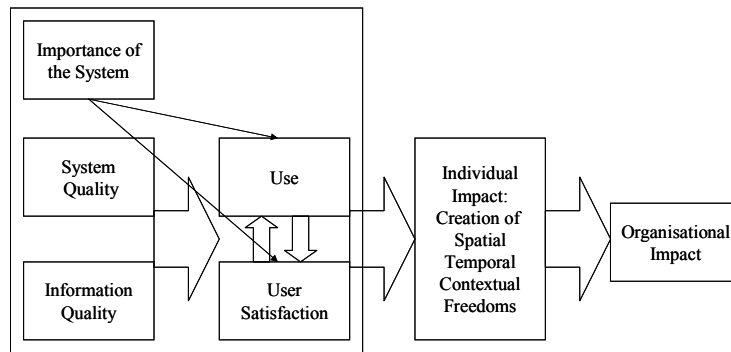 Importance of
the System
System
Quality
Use
Information
Quality
User
Satisfaction
Individual
Impact:
Creation of
Spatial
Temporal
Contextual
Freedoms
Organisational
Impact